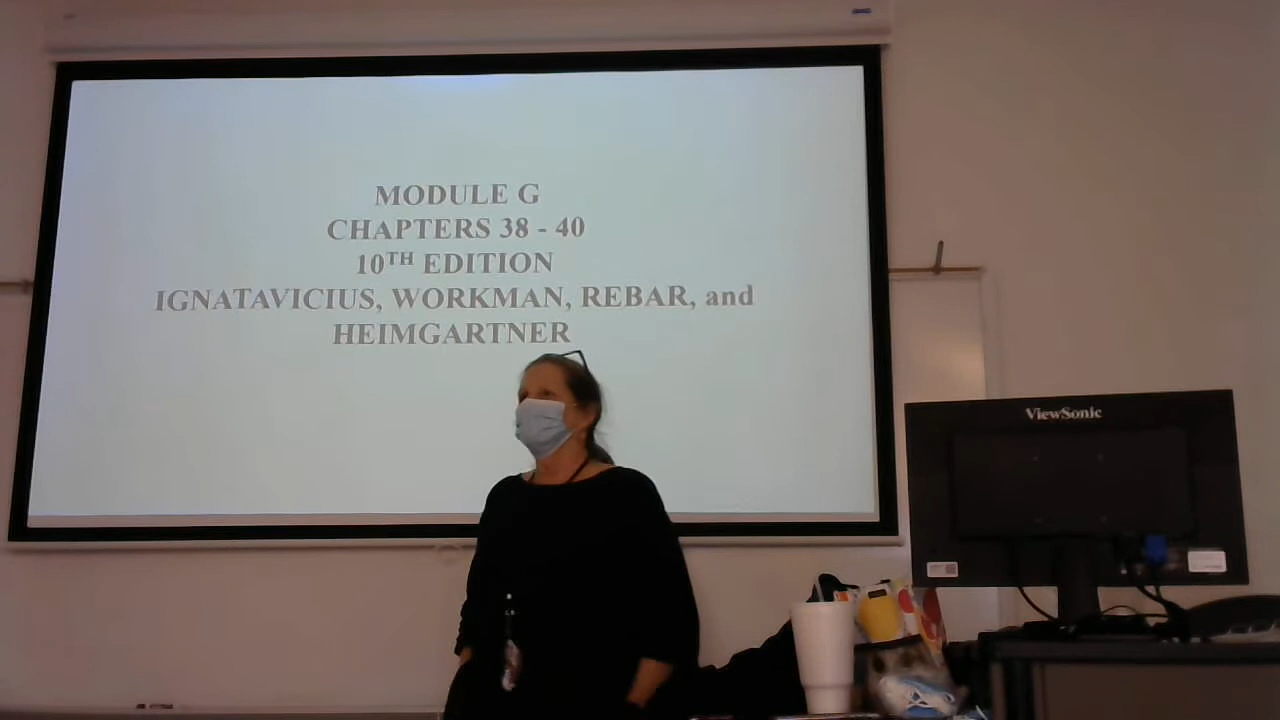 MODULE G
CHAPTERS 38 - 40
10TH EDITION
IGNATAVICIUS, WORKMAN, REBAR, and
HEIMGARTNER
ViewSonic